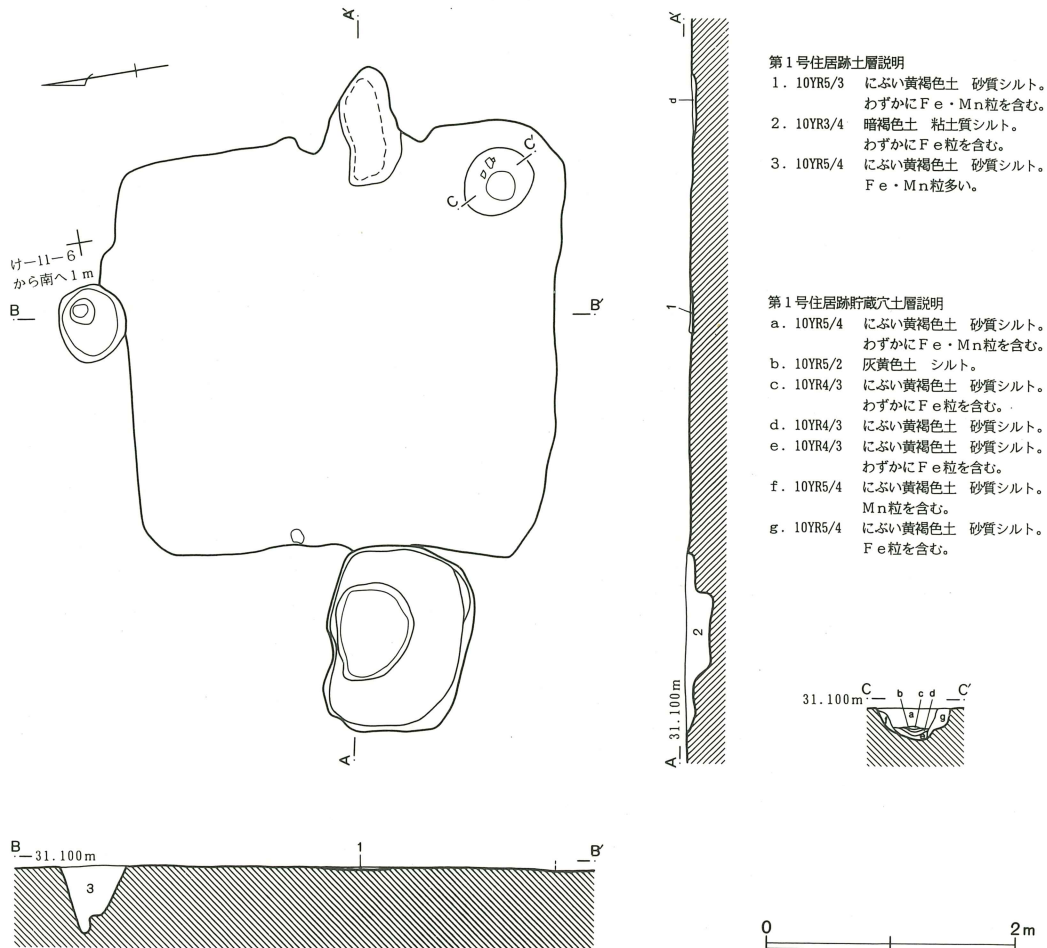 A′
A′
第1号住居跡土層説明
1. 10YR5/3 にぶい黄褐色土 砂質シルト。
わずかにFe・Mn粒を含む。
2. 10YR3/4 暗褐色土 粘土質シルト。
わずかにFe粒を含む。
3. 10YR5/4 にぶい黄褐色土 砂質シルト。
Fe・Mn粒多い。
d
C′
C
けー11-6
から南へ1m
B
B′
1
第1号住居跡貯蔵穴土層説明
a. 10YR5/4 にぶい黄褐色土 砂質シルト。
わずかにFe・Mn粒を含む。
b. 10YR5/2 灰黄色土 シルト。
c. 10YR4/3 にぶい黄褐色土 砂質シルト。
わずかにFe粒を含む。
d. 10YR4/3 にぶい黄褐色土 砂質シルト。
e. 10YR4/3 にぶい黄褐色土 砂質シルト。
わずかにFe粒を含む。
f. 10YR5/4 にぶい黄褐色土 砂質シルト。
Mn粒を含む。
g. 10YR5/4 にぶい黄褐色土 砂質シルト。
Fe粒を含む。
2
A
A 31.100m
31.100m C C′
b c d
a g
f e
B 31.100m
1
B′
3
0 2m